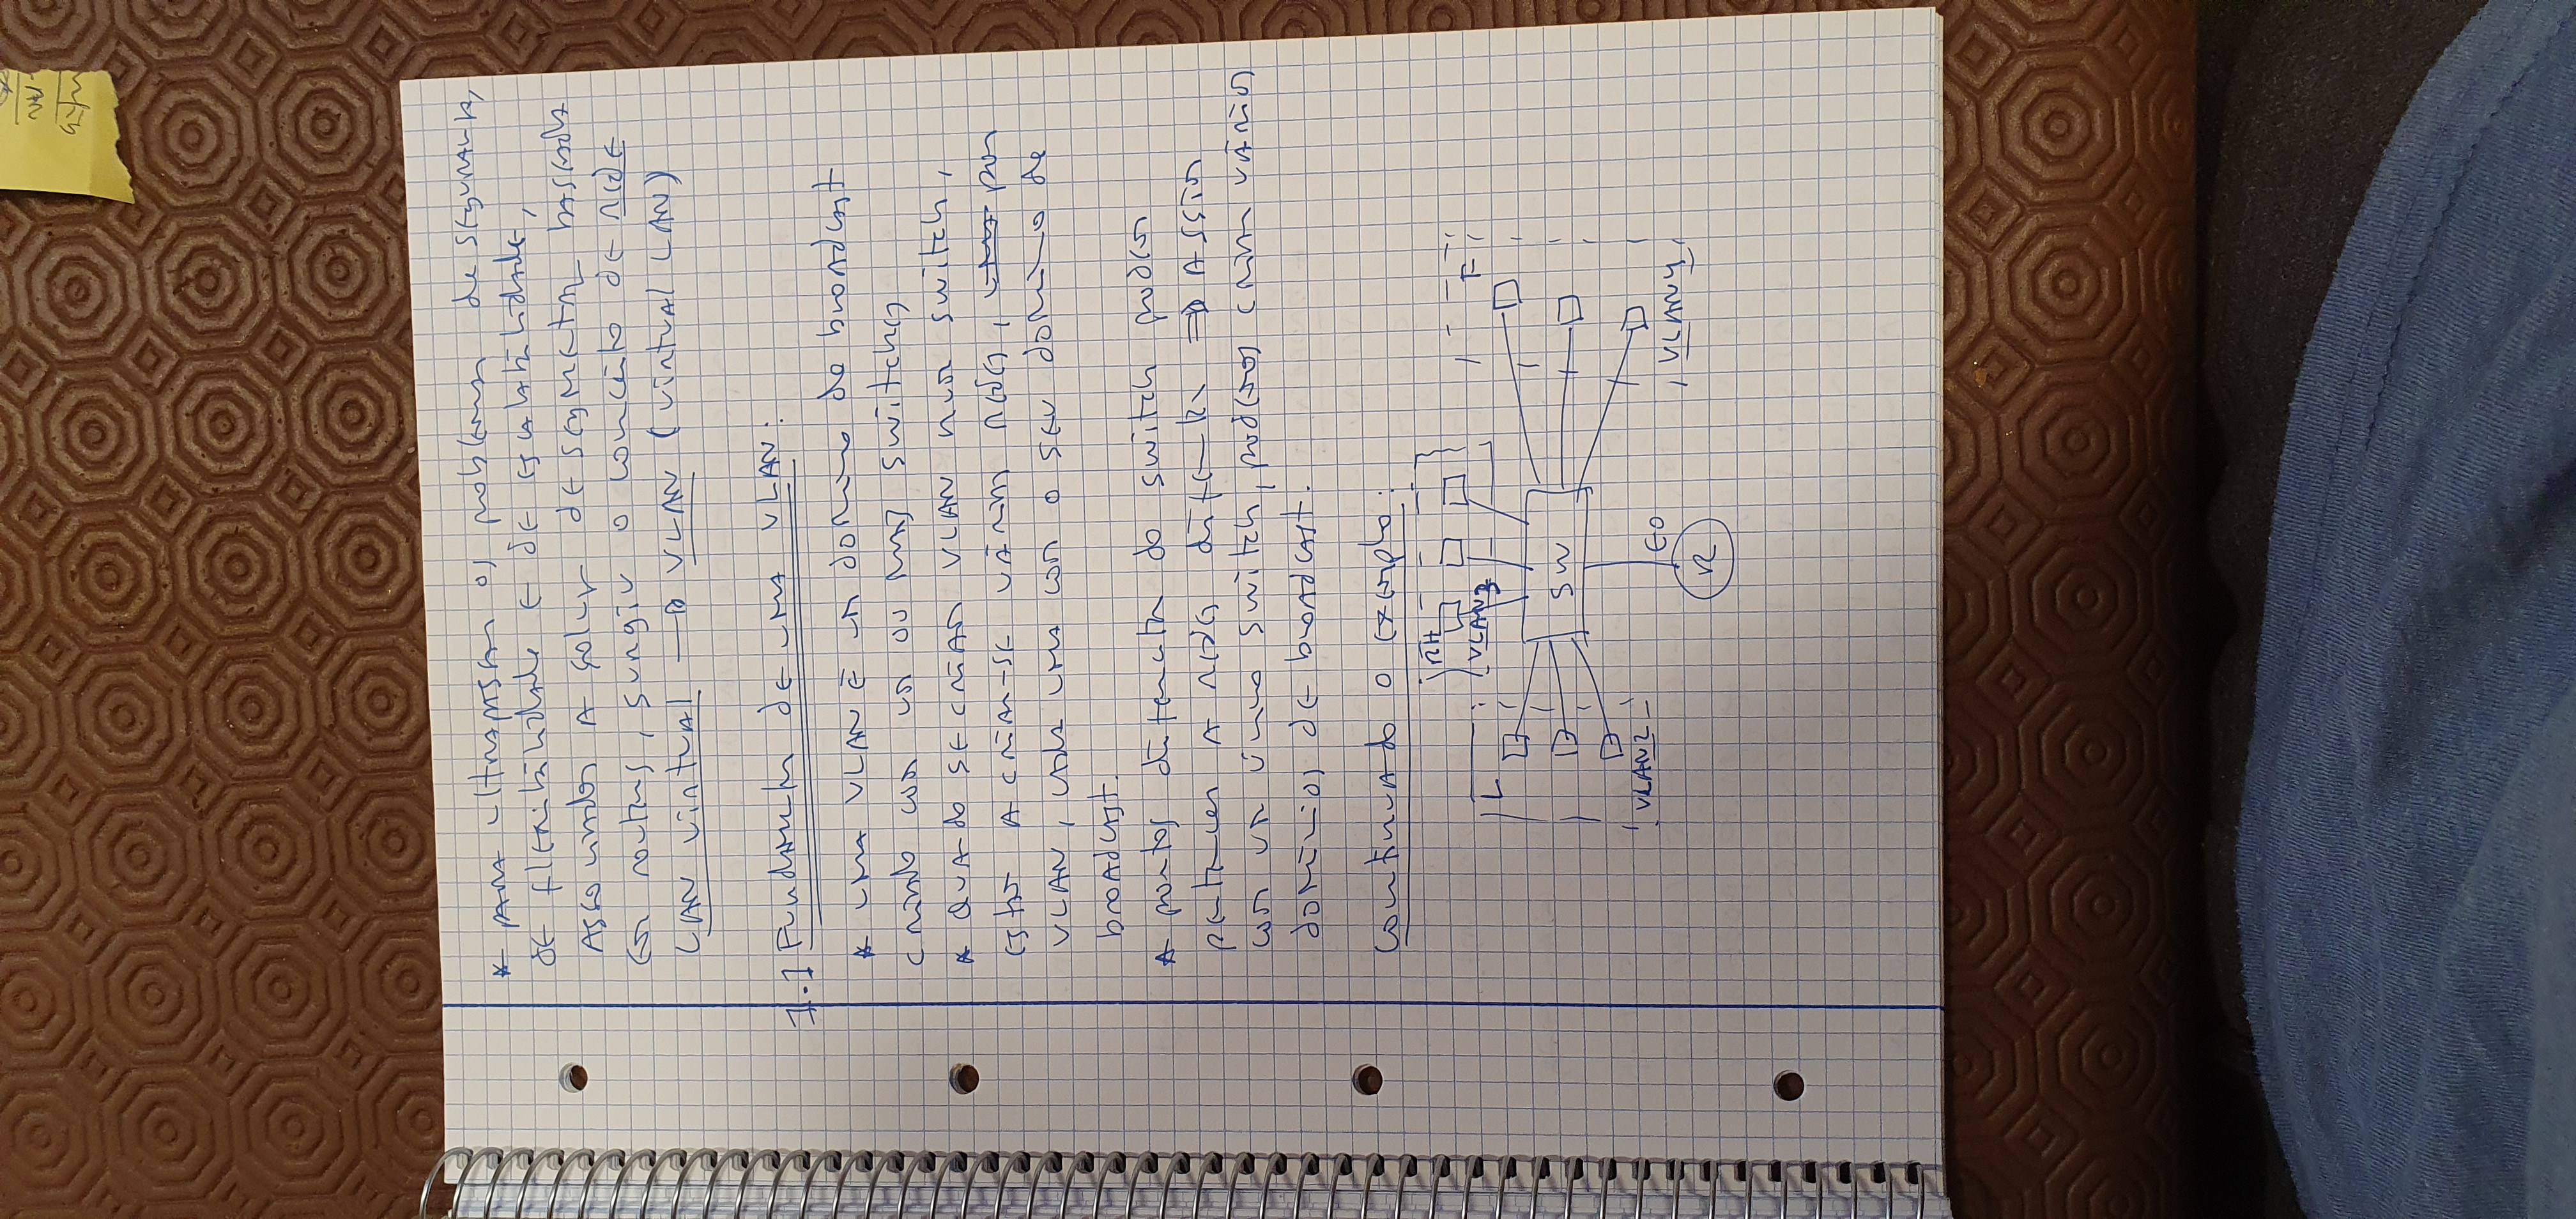 * para ultrapassar os problemas de segurança,
de flexibilidade e de escalabilidade,
associados a solução de segmentação baseada
em routers, surgiu o conceito de rede
LAN virtual → VLAN (virtual LAN)
1.1 Fundamentos de uma VLAN:
* uma VLAN é um domínio de broadcast
criado com um ou mais switches
* Quando se criam VLAN num switch,
estão a criar-se várias redes, uma por
VLAN, cada uma com o seu domínio de
broadcast.
* portos diferentes do switch podem
pertencer a redes diferentes ⇒ Assim
com um único switch, podemos criar vários
domínios de broadcast.
Continuando o exemplo:
RH
VLAN3
L
F
SW
VLAN2
E0
VLAN4
R